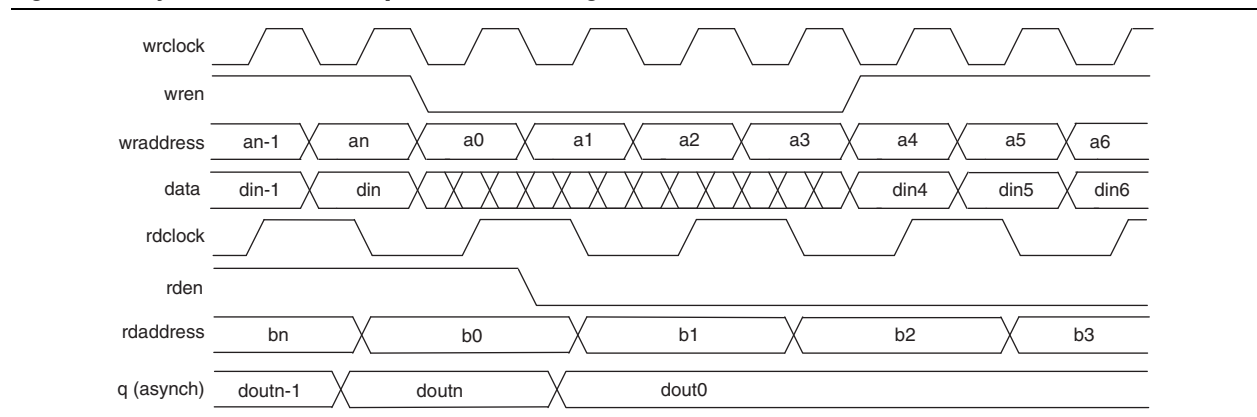 wrclock
wren
wraddress an-1 an a0 a1 a2 a3 a4 a5 a6
data din-1 din din4 din5 din6
rdclock
rden
rdaddress bn b0 b1 b2 b3
q (asynch) doutn-1 doutn dout0